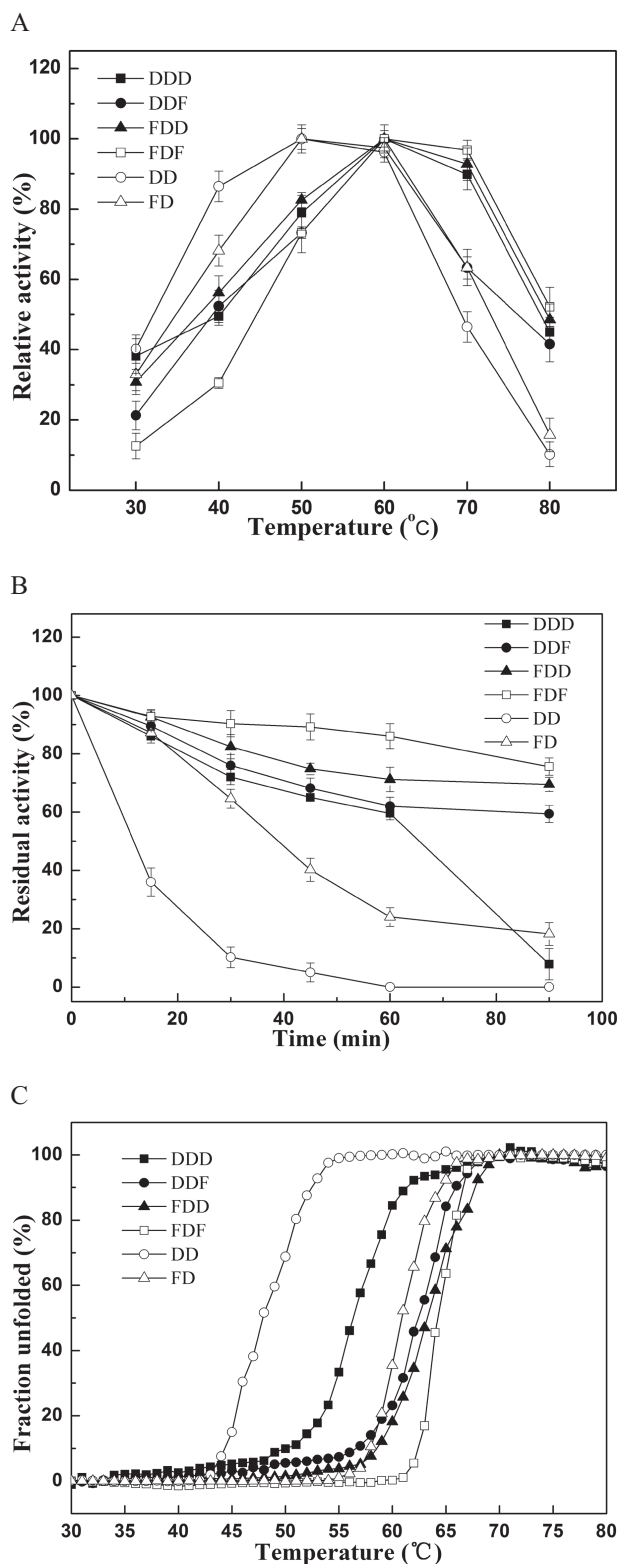 A
120
100
80
60
40
20
0
DDD
DDF
FDD
FDF
DD
FD
Relative activity (%)
30 40 50 60 70 80
Temperature (°C)
B
120
100
80
60
40
20
0
DDD
DDF
FDD
FDF
DD
FD
Residual activity (%)
0 20 40 60 80 100
Time (min)
C
100
80
60
40
20
0
DDD
DDF
FDD
FDF
DD
FD
Fraction unfolded (%)
30 35 40 45 50 55 60 65 70 75 80
Temperature (℃)